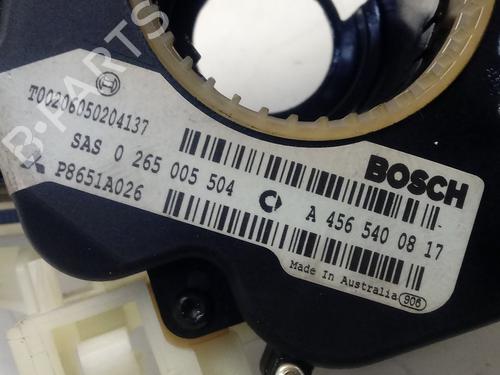 T00206050204137
SAS 0 265 005 504
P8651A026
BOSCH
A 456 540 08 17
Made In Australia 906
B-PARTS